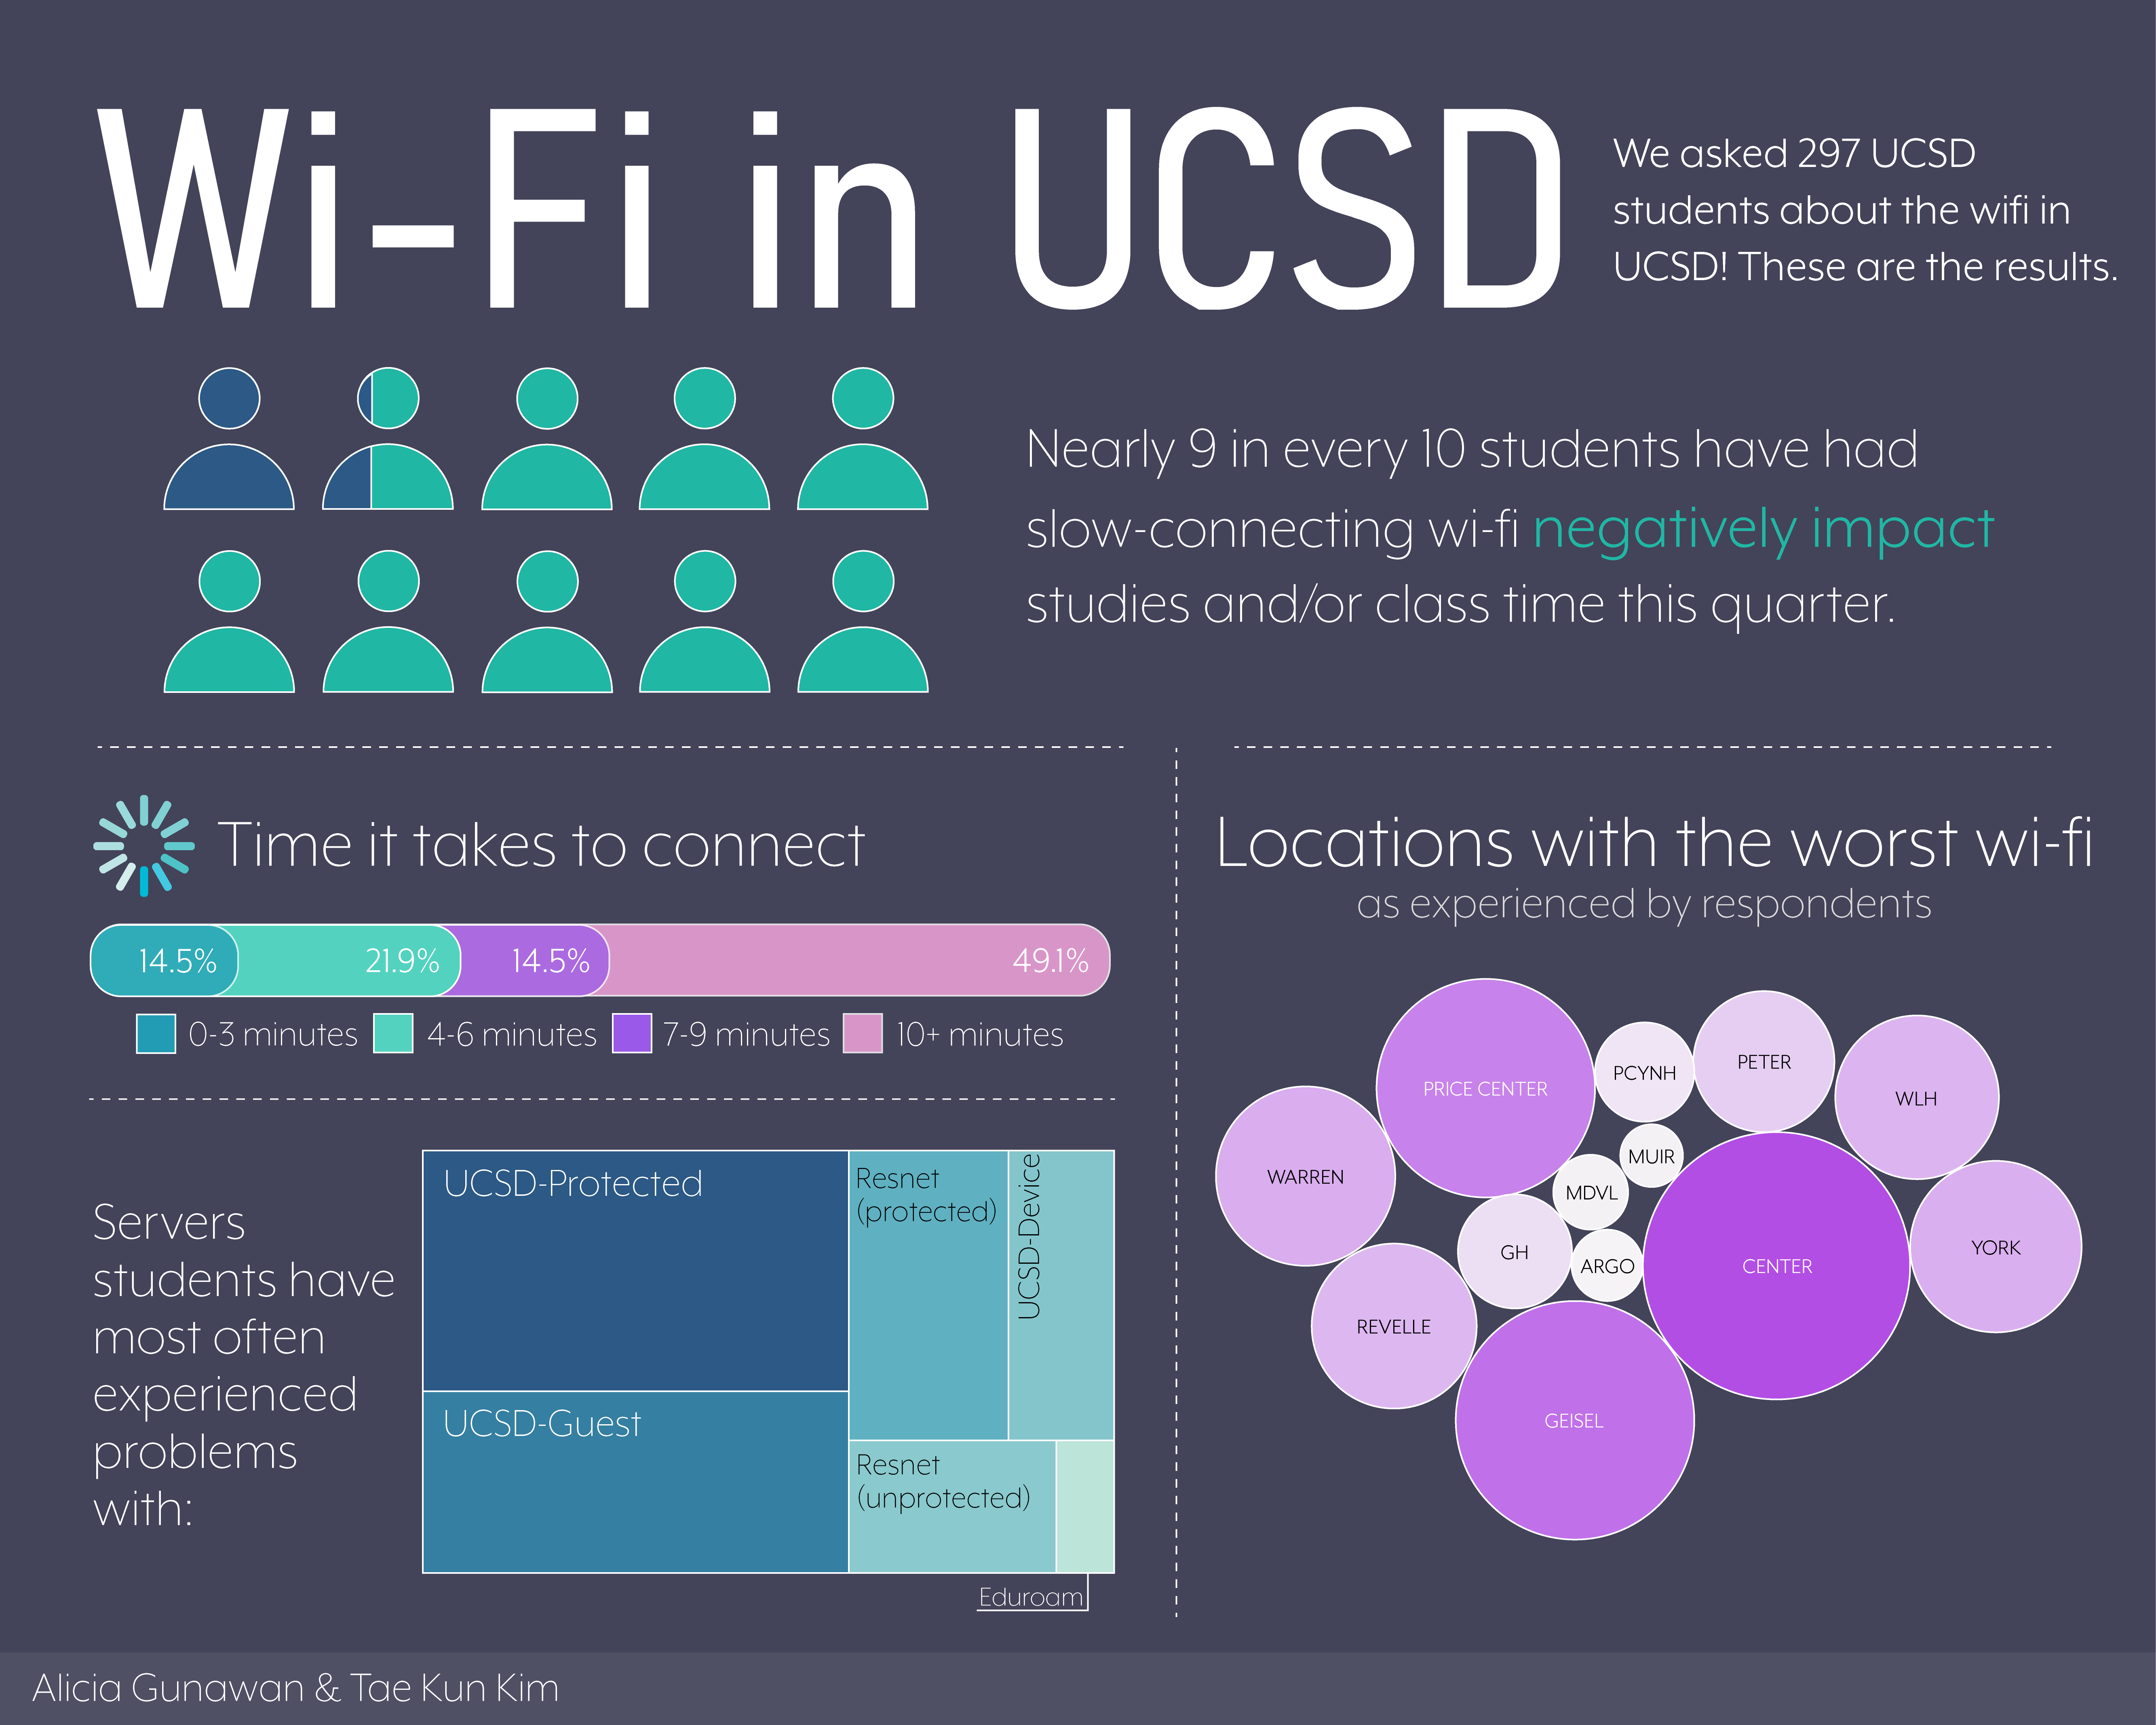 Wi-Fi in UCSD
We asked 297 UCSD
students about the wifi in
UCSD! These are the results.
Nearly 9 in every 10 students have had
slow-connecting wi-fi negatively impact
studies and/or class time this quarter.
Time it takes to connect
14.5% 21.9% 14.5% 49.1%
0-3 minutes 4-6 minutes 7-9 minutes 10+ minutes
Servers
students have
most often
experienced
problems
with:
UCSD-Protected
UCSD-Guest
Resnet
(protected)
UCSD-Device
Resnet
(unprotected)
Eduroam
Locations with the worst wi-fi
as experienced by respondents
PRICE CENTER
PCYNH
PETER
WLH
WARREN
MUIR
MDVL
GH
ARGO
CENTER
YORK
REVELLE
GEISEL
Alicia Gunawan & Tae Kun Kim